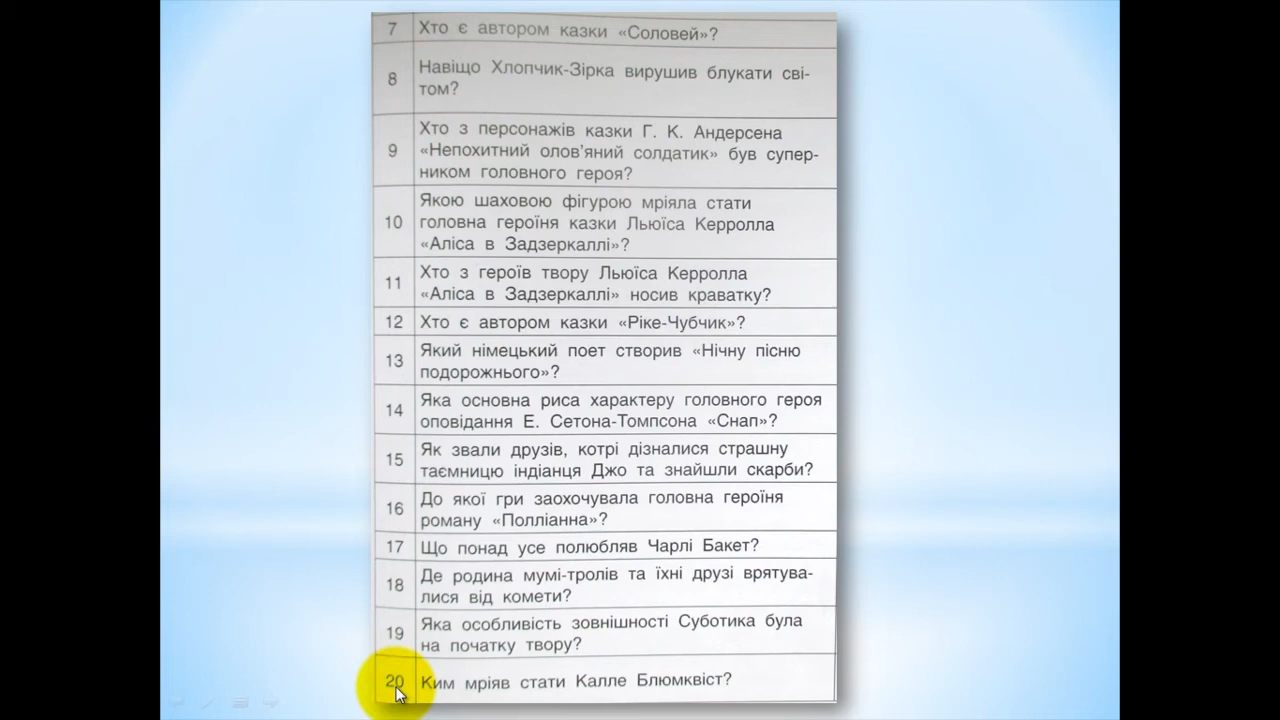 7 Хто є автором казки «Соловей»?
8 Навіщо Хлопчик-Зірка вирушив блукати сві-
том?
9 Хто з персонажів казки Г. К. Андерсена
«Непохитний олов’яний солдатик» був супер-
ником головного героя?
10 Якою шаховою фігурою мріяла стати
головна героїня казки Льюїса Керролла
«Аліса в Задзеркаллі»?
11 Хто з героїв твору Льюїса Керролла
«Аліса в Задзеркаллі» носив краватку?
12 Хто є автором казки «Ріке-Чубчик»?
13 Який німецький поет створив «Нічну пісню
подорожнього»?
14 Яка основна риса характеру головного героя
оповідання Е. Сетона-Томпсона «Снап»?
15 Як звали друзів, котрі дізналися страшну
таємницю індіанця Джо та знайшли скарби?
16 До якої гри заохочувала головна героїня
роману «Полліанна»?
17 Що понад усе полюбляв Чарлі Бакет?
18 Де родина мумі-тролів та їхні друзі врятува-
лися від комети?
19 Яка особливість зовнішності Суботика була
на початку твору?
20 Ким мріяв стати Калле Блюмквіст?